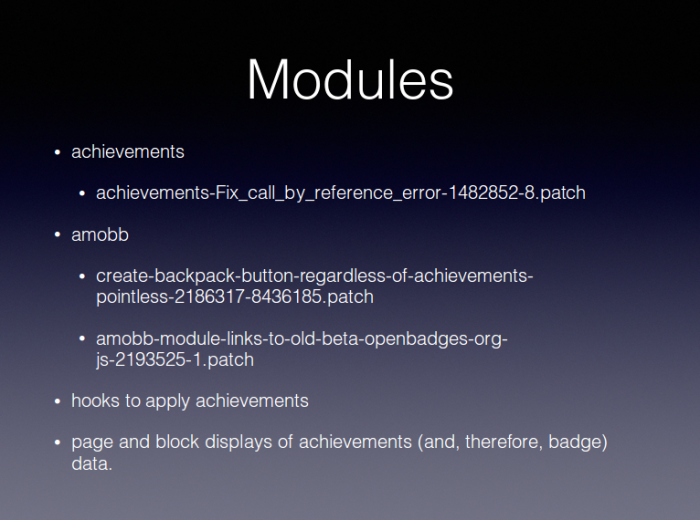 Modules
• achievements
• achievements-Fix_call_by_reference_error-1482852-8.patch
• amobb
• create-backpack-button-regardless-of-achievements-
pointless-2186317-8436185.patch
• amobb-module-links-to-old-beta-openbadges-org-
js-2193525-1.patch
• hooks to apply achievements
• page and block displays of achievements (and, therefore, badge)
data.